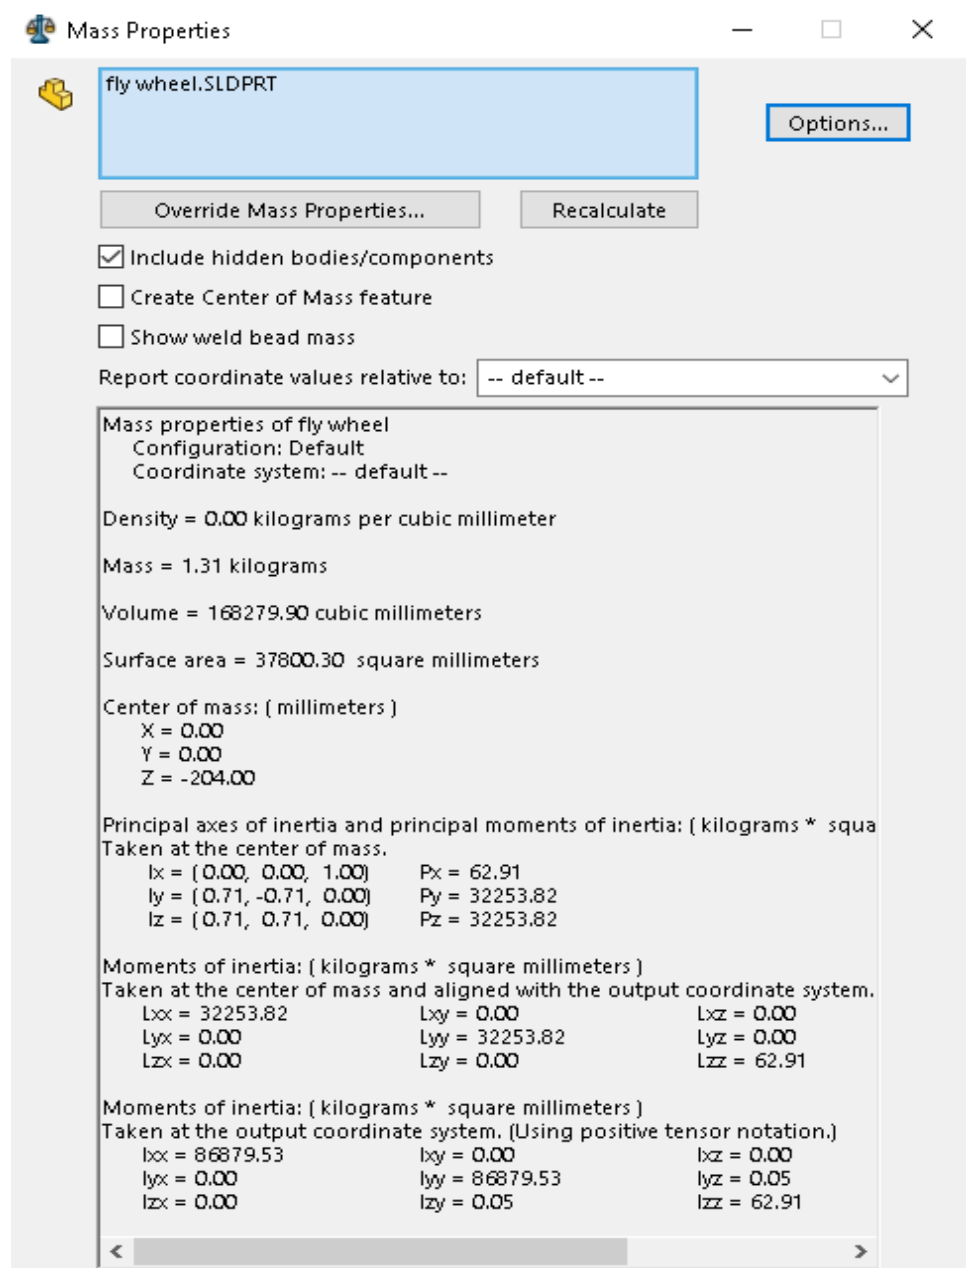 Mass Properties
fly wheel.SLDPRT
Options...
Override Mass Properties... Recalculate
Include hidden bodies/components
Create Center of Mass feature
Show weld bead mass
Report coordinate values relative to: -- default --
Mass properties of fly wheel
Configuration: Default
Coordinate system: -- default --
Density = 0.00 kilograms per cubic millimeter
Mass = 1.31 kilograms
Volume = 168279.90 cubic millimeters
Surface area = 37800.30 square millimeters
Center of mass: ( millimeters )
X = 0.00
Y = 0.00
Z = -204.00
Principal axes of inertia and principal moments of inertia: ( kilograms * squa
Taken at the center of mass.
Ix = ( 0.00, 0.00, 1.00) Px = 62.91
Iy = ( 0.71, -0.71, 0.00) Py = 32253.82
Iz = ( 0.71, 0.71, 0.00) Pz = 32253.82
Moments of inertia: ( kilograms * square millimeters )
Taken at the center of mass and aligned with the output coordinate system.
Lxx = 32253.82 Lxy = 0.00 Lxz = 0.00
Lyx = 0.00 Lyy = 32253.82 Lyz = 0.00
Lzx = 0.00 Lzy = 0.00 Lzz = 62.91
Moments of inertia: ( kilograms * square millimeters )
Taken at the output coordinate system. (Using positive tensor notation.)
Ixx = 86879.53 Ixy = 0.00 Ixz = 0.00
Iyx = 0.00 Iyy = 86879.53 Iyz = 0.05
Izx = 0.00 Izy = 0.05 Izz = 62.91